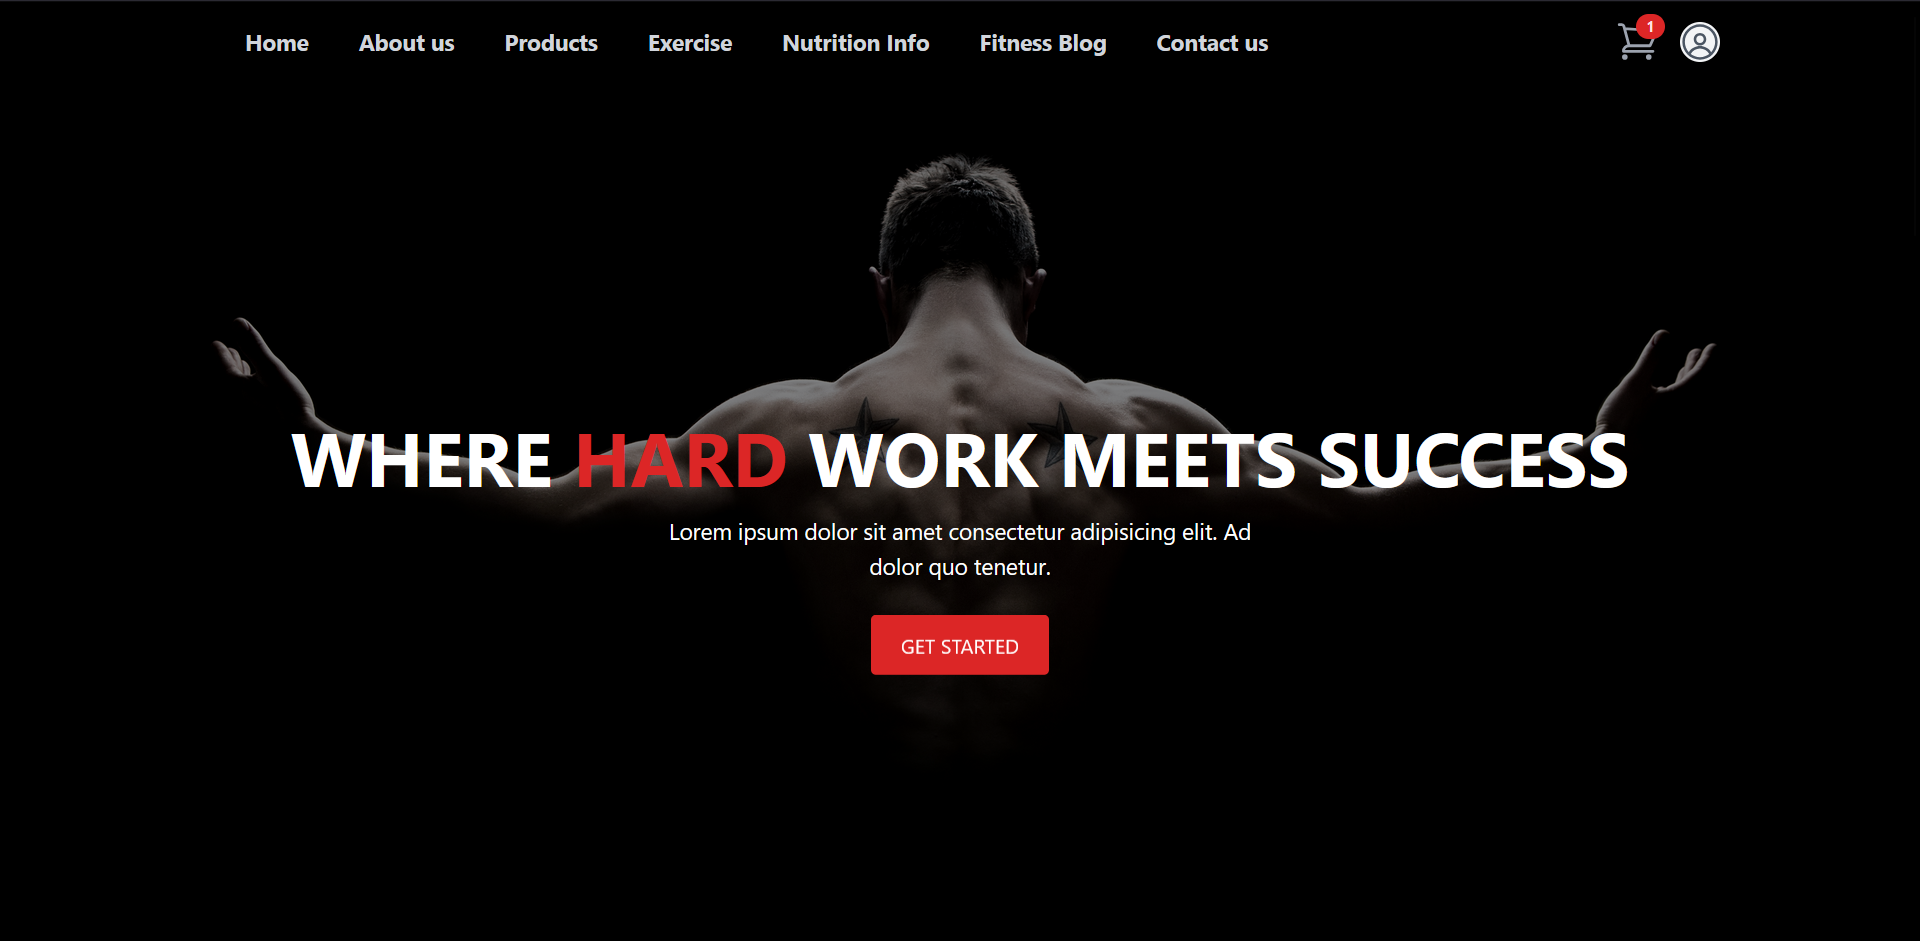 Home About us Products Exercise Nutrition Info Fitness Blog Contact us 1
WHERE HARD WORK MEETS SUCCESS
Lorem ipsum dolor sit amet consectetur adipisicing elit. Ad
dolor quo tenetur.
GET STARTED